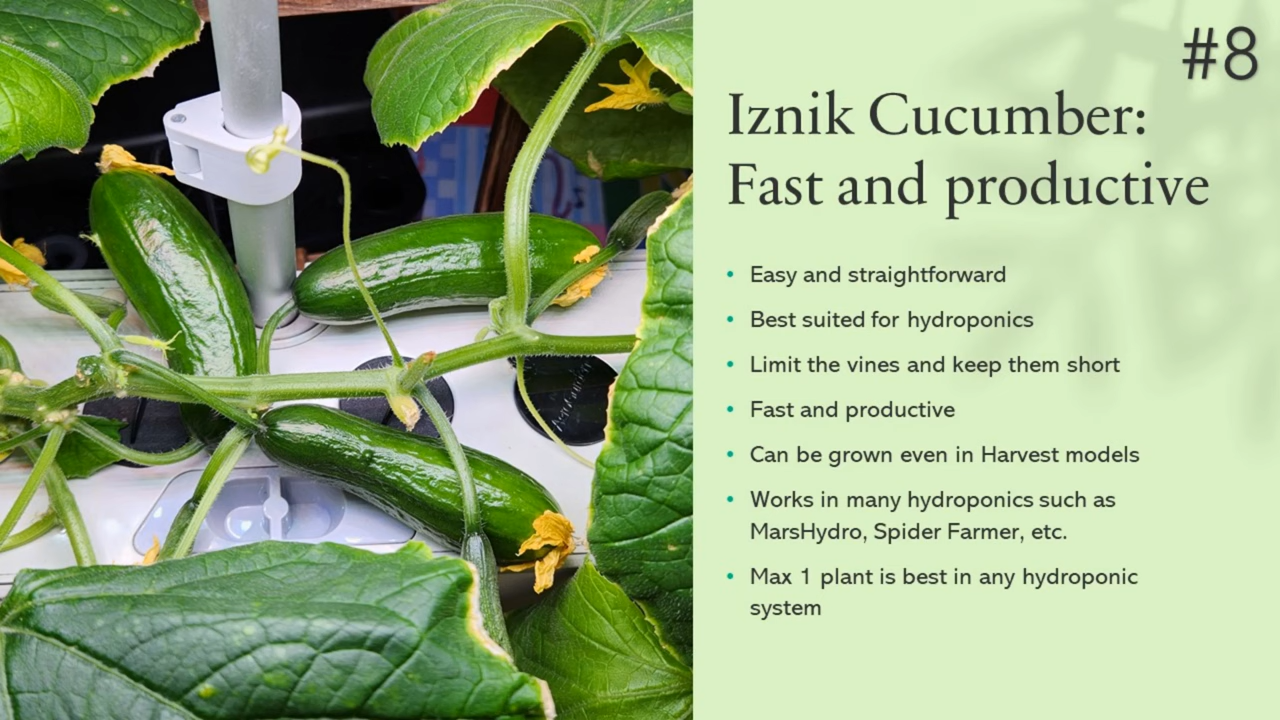 #8
Iznik Cucumber:
Fast and productive
• Easy and straightforward
• Best suited for hydroponics
• Limit the vines and keep them short
• Fast and productive
• Can be grown even in Harvest models
• Works in many hydroponics such as
MarsHydro, Spider Farmer, etc.
• Max 1 plant is best in any hydroponic
system